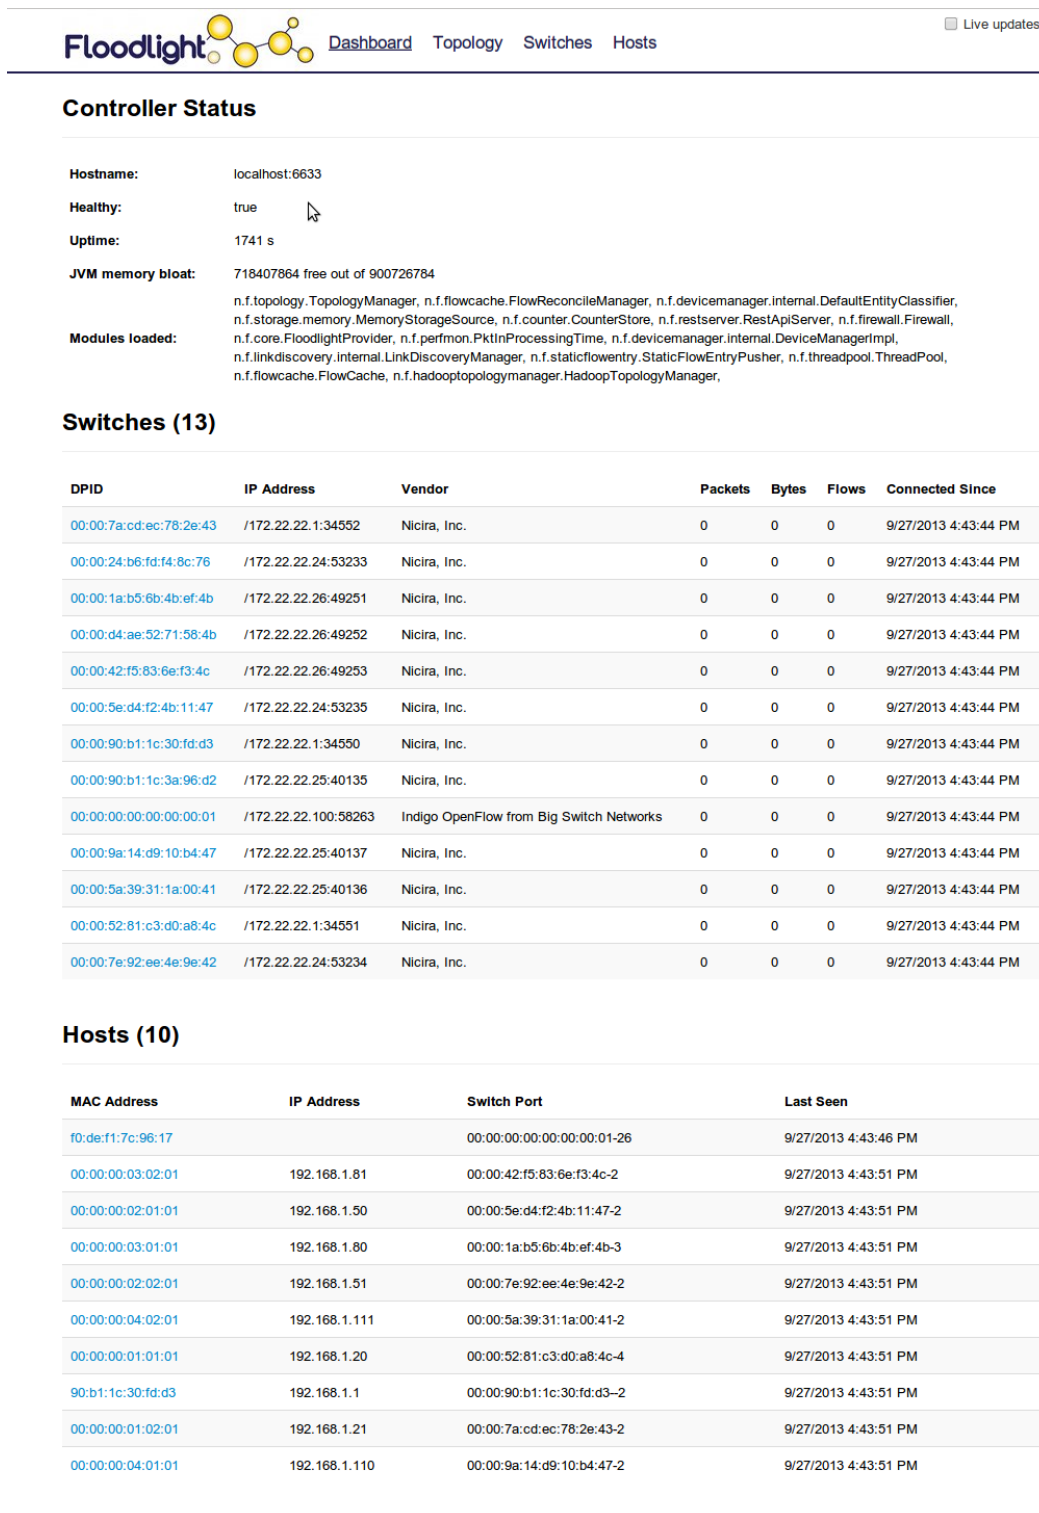 Floodlight Dashboard Topology Switches Hosts Live updates
Controller Status
Hostname: localhost:6633
Healthy: true
Uptime: 1741 s
JVM memory bloat: 718407864 free out of 900726784
Modules loaded: n.f.topology.TopologyManager, n.f.flowcache.FlowReconcileManager, n.f.devicemanager.internal.DefaultEntityClassifier,
n.f.storage.memory.MemoryStorageSource, n.f.counter.CounterStore, n.f.restserver.RestApiServer, n.f.firewall.Firewall,
n.f.core.FloodlightProvider, n.f.perfmon.PktInProcessingTime, n.f.devicemanager.internal.DeviceManagerImpl,
n.f.linkdiscovery.internal.LinkDiscoveryManager, n.f.staticflowentry.StaticFlowEntryPusher, n.f.threadpool.ThreadPool,
n.f.flowcache.FlowCache, n.f.hadooptopologymanager.HadoopTopologyManager,
Switches (13)
DPID IP Address Vendor Packets Bytes Flows Connected Since
00:00:7a:cd:ec:78:2e:43 /172.22.22.1:34552 Nicira, Inc. 0 0 0 9/27/2013 4:43:44 PM
00:00:24:b6:fd:f4:8c:76 /172.22.22.24:53233 Nicira, Inc. 0 0 0 9/27/2013 4:43:44 PM
00:00:1a:b5:6b:4b:ef:4b /172.22.22.26:49251 Nicira, Inc. 0 0 0 9/27/2013 4:43:44 PM
00:00:d4:ae:52:71:58:4b /172.22.22.26:49252 Nicira, Inc. 0 0 0 9/27/2013 4:43:44 PM
00:00:42:f5:83:6e:f3:4c /172.22.22.26:49253 Nicira, Inc. 0 0 0 9/27/2013 4:43:44 PM
00:00:5e:d4:f2:4b:11:47 /172.22.22.24:53235 Nicira, Inc. 0 0 0 9/27/2013 4:43:44 PM
00:00:90:b1:1c:30:fd:d3 /172.22.22.1:34550 Nicira, Inc. 0 0 0 9/27/2013 4:43:44 PM
00:00:90:b1:1c:3a:96:d2 /172.22.22.25:40135 Nicira, Inc. 0 0 0 9/27/2013 4:43:44 PM
00:00:00:00:00:00:00:01 /172.22.22.100:58263 Indigo OpenFlow from Big Switch Networks 0 0 0 9/27/2013 4:43:44 PM
00:00:9a:14:d9:10:b4:47 /172.22.22.25:40137 Nicira, Inc. 0 0 0 9/27/2013 4:43:44 PM
00:00:5a:39:31:1a:00:41 /172.22.22.25:40136 Nicira, Inc. 0 0 0 9/27/2013 4:43:44 PM
00:00:52:81:c3:d0:a8:4c /172.22.22.1:34551 Nicira, Inc. 0 0 0 9/27/2013 4:43:44 PM
00:00:7e:92:ee:4e:9e:42 /172.22.22.24:53234 Nicira, Inc. 0 0 0 9/27/2013 4:43:44 PM
Hosts (10)
MAC Address IP Address Switch Port Last Seen
f0:de:f1:7c:96:17 00:00:00:00:00:00:00:01-26 9/27/2013 4:43:46 PM
00:00:00:03:02:01 192.168.1.81 00:00:42:f5:83:6e:f3:4c-2 9/27/2013 4:43:51 PM
00:00:00:02:01:01 192.168.1.50 00:00:5e:d4:f2:4b:11:47-2 9/27/2013 4:43:51 PM
00:00:00:03:01:01 192.168.1.80 00:00:1a:b5:6b:4b:ef:4b-3 9/27/2013 4:43:51 PM
00:00:00:02:02:01 192.168.1.51 00:00:7e:92:ee:4e:9e:42-2 9/27/2013 4:43:51 PM
00:00:00:04:02:01 192.168.1.111 00:00:5a:39:31:1a:00:41-2 9/27/2013 4:43:51 PM
00:00:00:01:01:01 192.168.1.20 00:00:52:81:c3:d0:a8:4c-4 9/27/2013 4:43:51 PM
90:b1:1c:30:fd:d3 192.168.1.1 00:00:90:b1:1c:30:fd:d3--2 9/27/2013 4:43:51 PM
00:00:00:01:02:01 192.168.1.21 00:00:7a:cd:ec:78:2e:43-2 9/27/2013 4:43:51 PM
00:00:00:04:01:01 192.168.1.110 00:00:9a:14:d9:10:b4:47-2 9/27/2013 4:43:51 PM